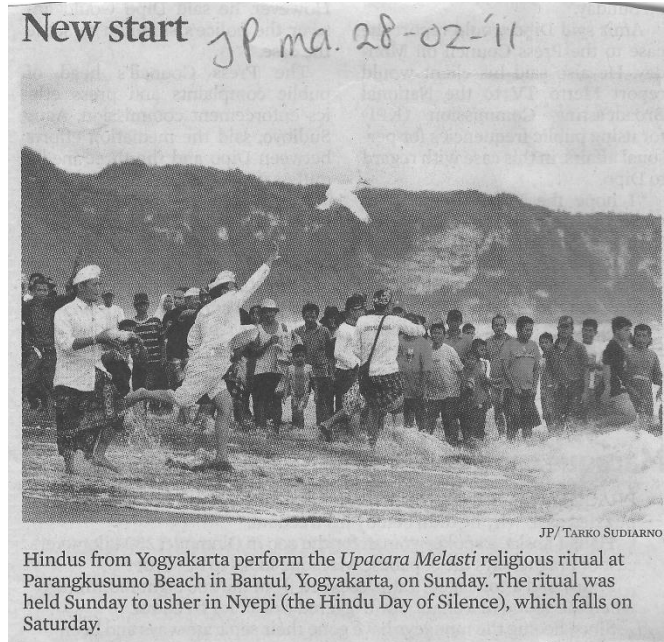 New start
JP ma. 28-02 '11
JP/ TARKO SUDIARNO
Hindus from Yogyakarta perform the Upacara Melasti religious ritual at
Parangkusumo Beach in Bantul, Yogyakarta, on Sunday. The ritual was
held Sunday to usher in Nyepi (the Hindu Day of Silence), which falls on
Saturday.